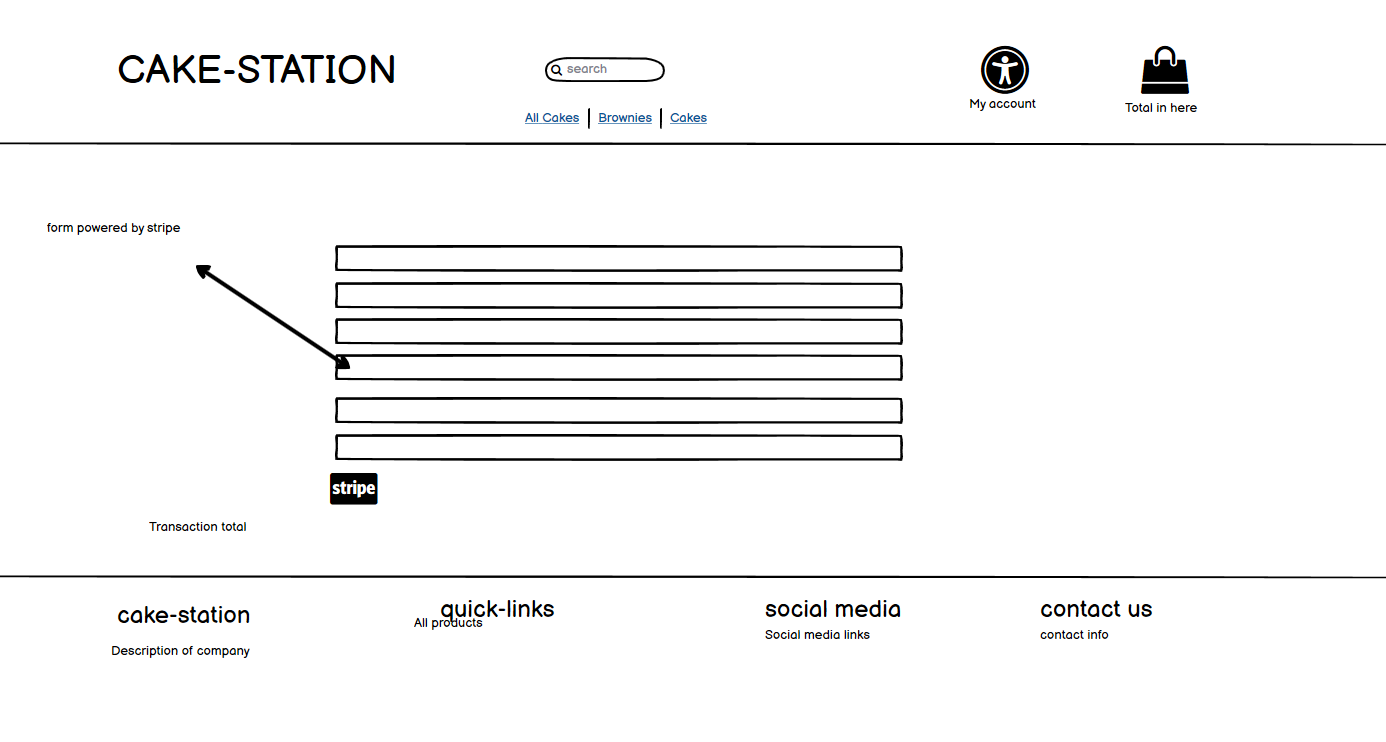 CAKE-STATION
search
My account
Total in here
All Cakes | Brownies | Cakes
form powered by stripe
stripe
Transaction total
cake-station
quick-links
social media
contact us
All products
Social media links
contact info
Description of company